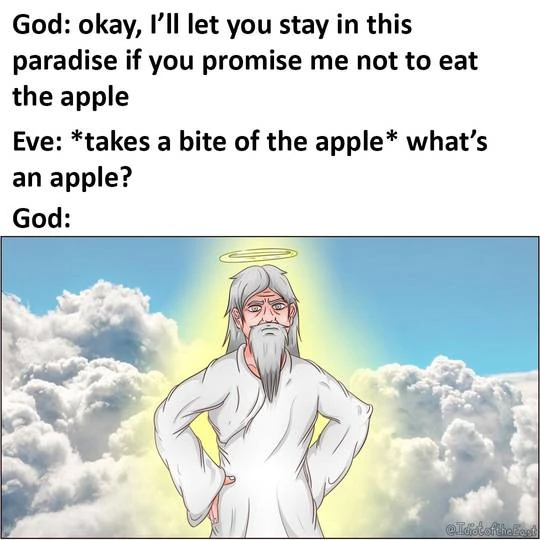 God: okay, I’ll let you stay in this
paradise if you promise me not to eat
the apple
Eve: *takes a bite of the apple* what’s
an apple?
God:
@IdiotoftheEast